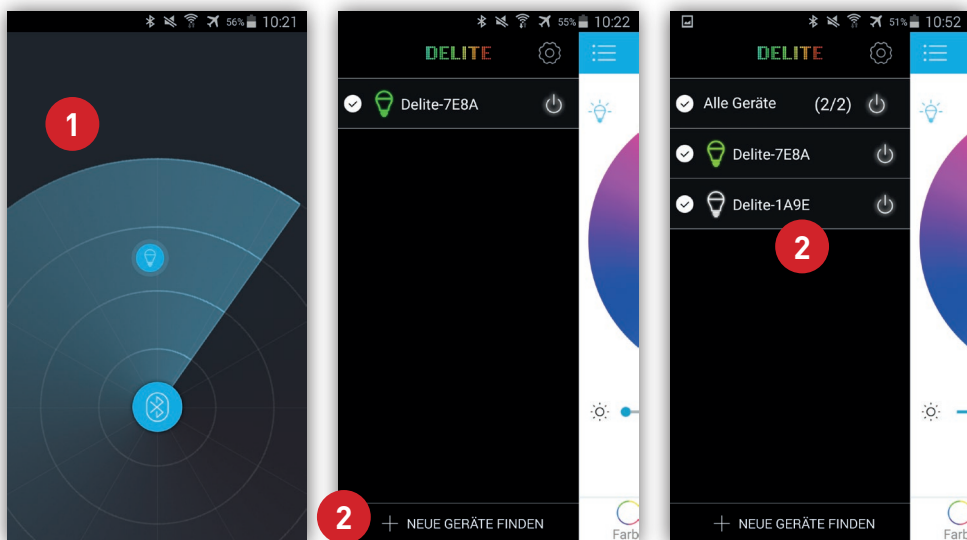 56% 10:21
1
55% 10:22
DELITE
Delite-7E8A
2
+ NEUE GERÄTE FINDEN
Farb
51% 10:52
DELITE
Alle Geräte (2/2)
Delite-7E8A
Delite-1A9E
2
+ NEUE GERÄTE FINDEN
Farb